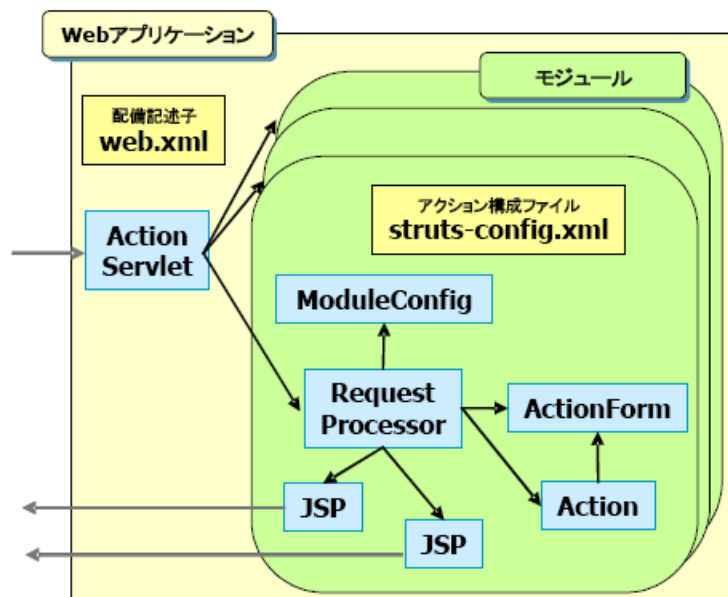 Webアプリケーション
モジュール
配備記述子
web.xml
アクション構成ファイル
struts-config.xml
Action
Servlet
ModuleConfig
Request
Processor
ActionForm
JSP
Action
JSP